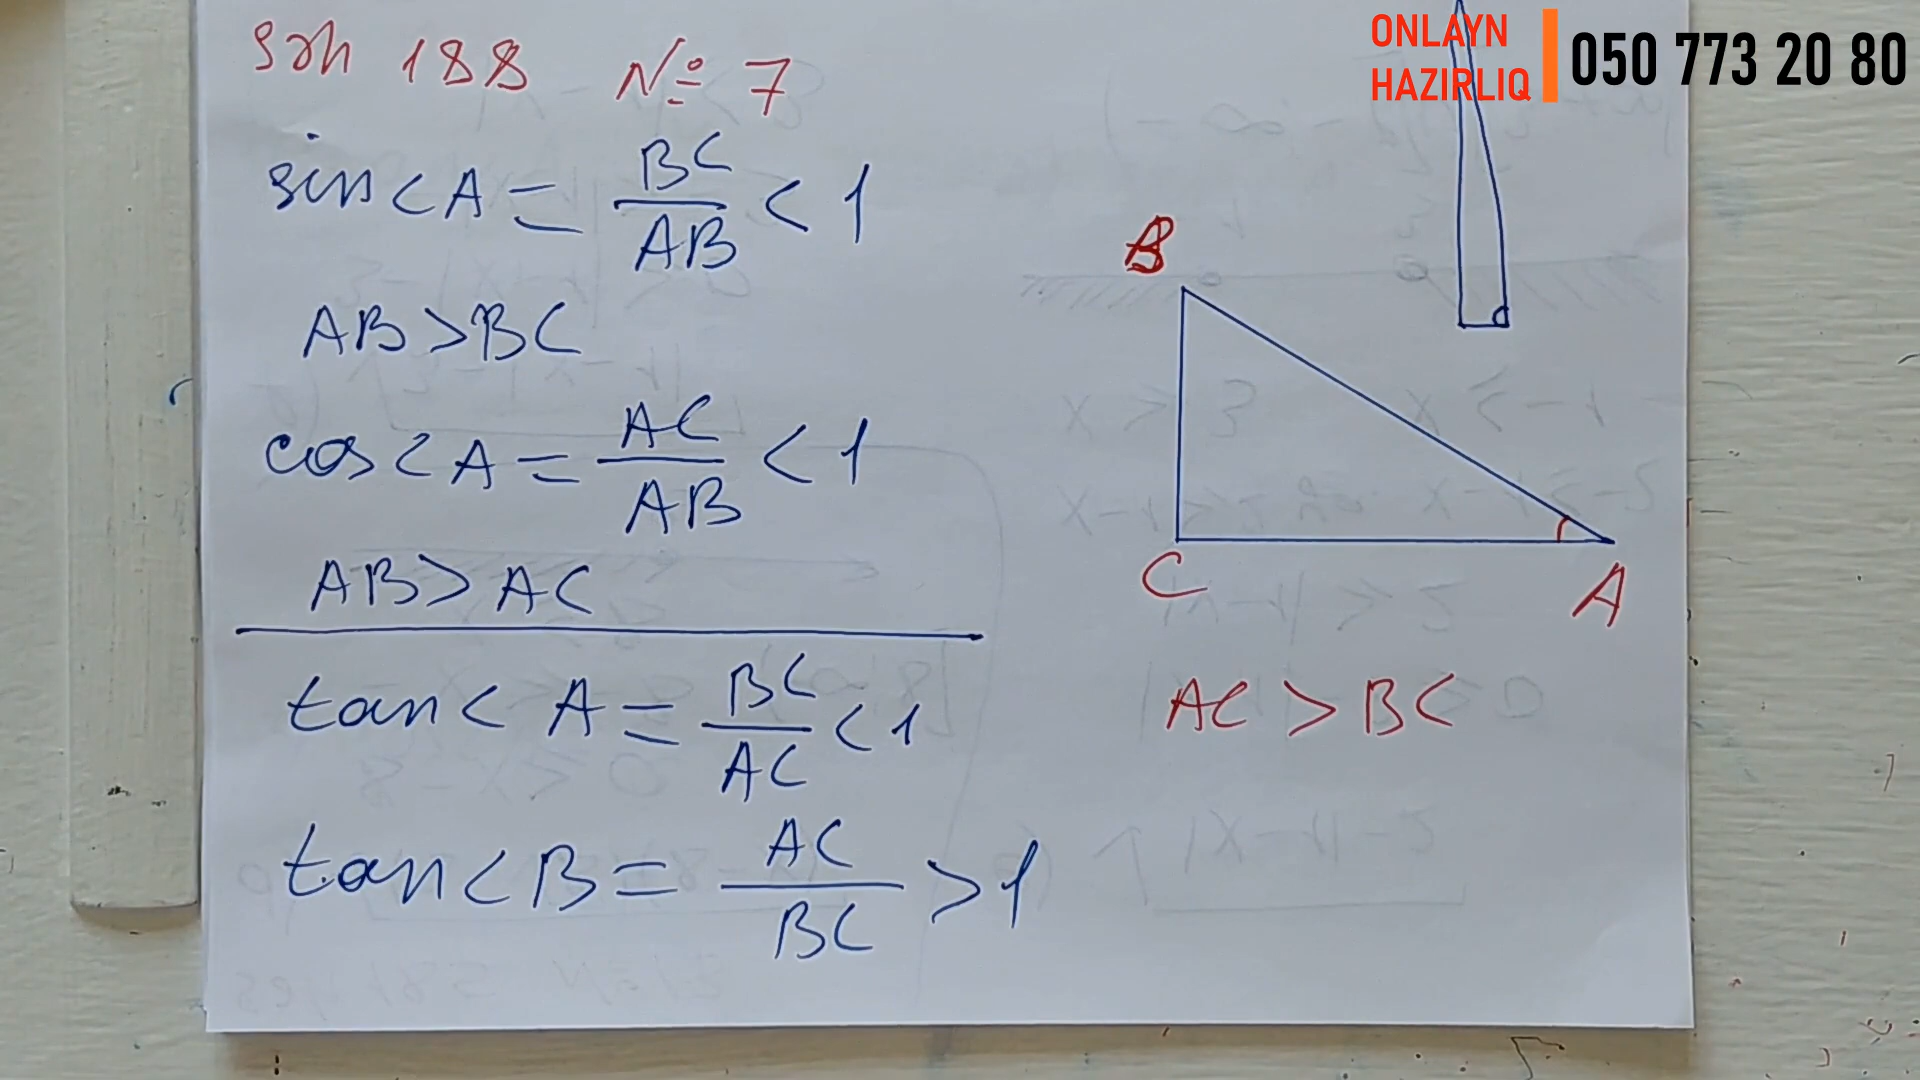 ONLAYN
HAZIRLIQ
050 773 20 80
səh 188 № 7
sin<A = BC/AB < 1
AB > BC
cos<A = AC/AB < 1
AB > AC
tan<A = BC/AC < 1
tan<B = AC/BC > 1
B
C
A
AC > BC